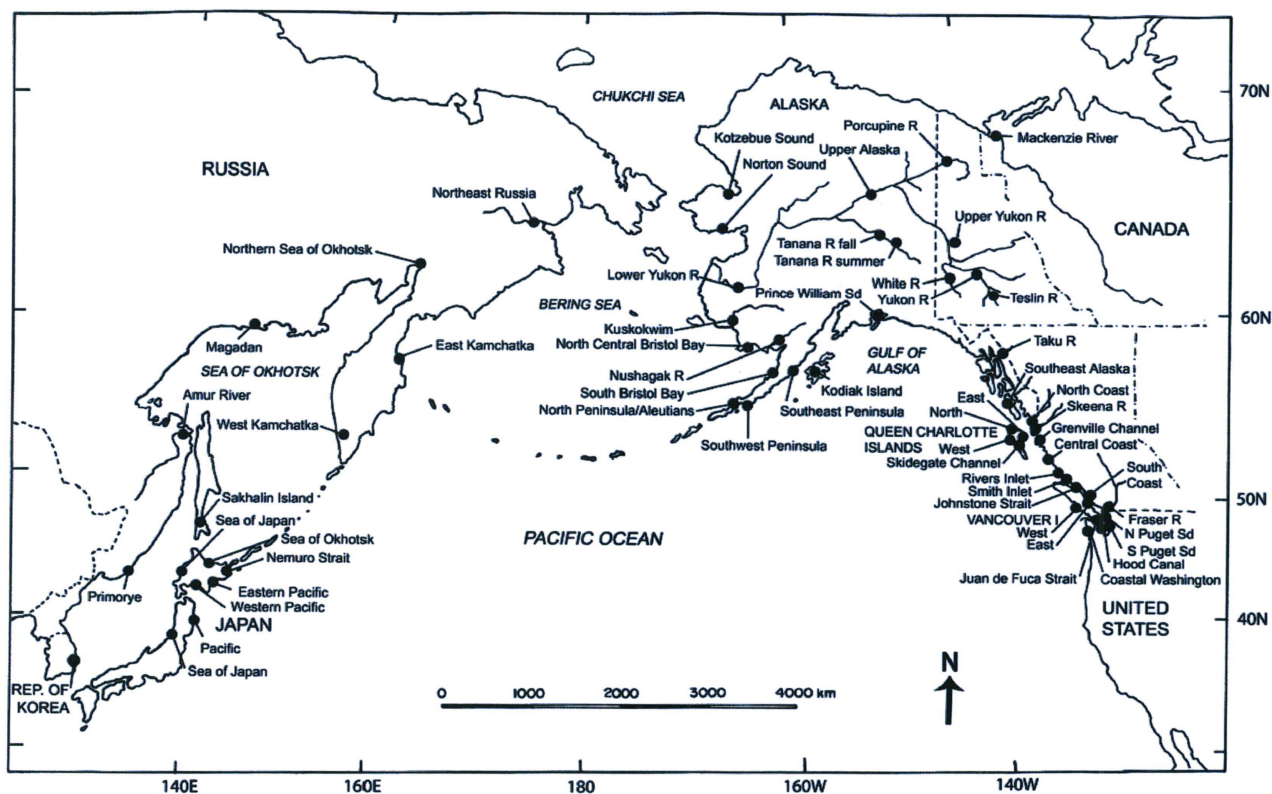 70N
CHUKCHI SEA
ALASKA
Porcupine R
Mackenzie River
Kotzebue Sound
Upper Alaska
Norton Sound
RUSSIA
Northeast Russia
Upper Yukon R
CANADA
Northern Sea of Okhotsk
Tanana R fall
Tanana R summer
Lower Yukon R
White R
Prince William Sd
Yukon R
Teslin R
BERING SEA
60N
Kuskokwim
Magadan
East Kamchatka
North Central Bristol Bay
Taku R
SEA OF OKHOTSK
GULF OF
ALASKA
Nushagak R
Southeast Alaska
Amur River
South Bristol Bay
Kodiak Island
North Coast
East
North Peninsula/Aleutians
Southeast Peninsula
North
Skeena R
West Kamchatka
QUEEN CHARLOTTE
ISLANDS
Grenville Channel
Southwest Peninsula
West
Central Coast
Skidegate Channel
South
Coast
Rivers Inlet
Smith Inlet
Sakhalin Island
Johnstone Strait
50N
Sea of Japan
VANCOUVER I
Fraser R
West
N Puget Sd
Sea of Okhotsk
PACIFIC OCEAN
East
S Puget Sd
Nemuro Strait
Hood Canal
Juan de Fuca Strait
Coastal Washington
Primorye
Eastern Pacific
Western Pacific
UNITED
STATES
JAPAN
40N
Pacific
Sea of Japan
N
REP. OF
KOREA
0 1000 2000 3000 4000 km
140E 160E 180 160W 140W